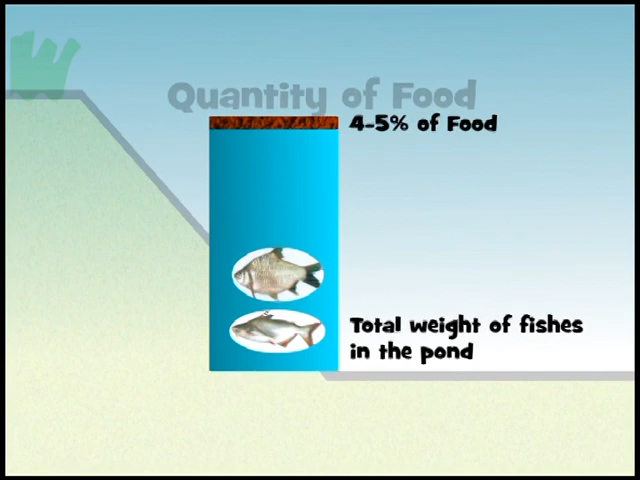 Quantity of Food
4-5% of Food
Total weight of fishes
in the pond